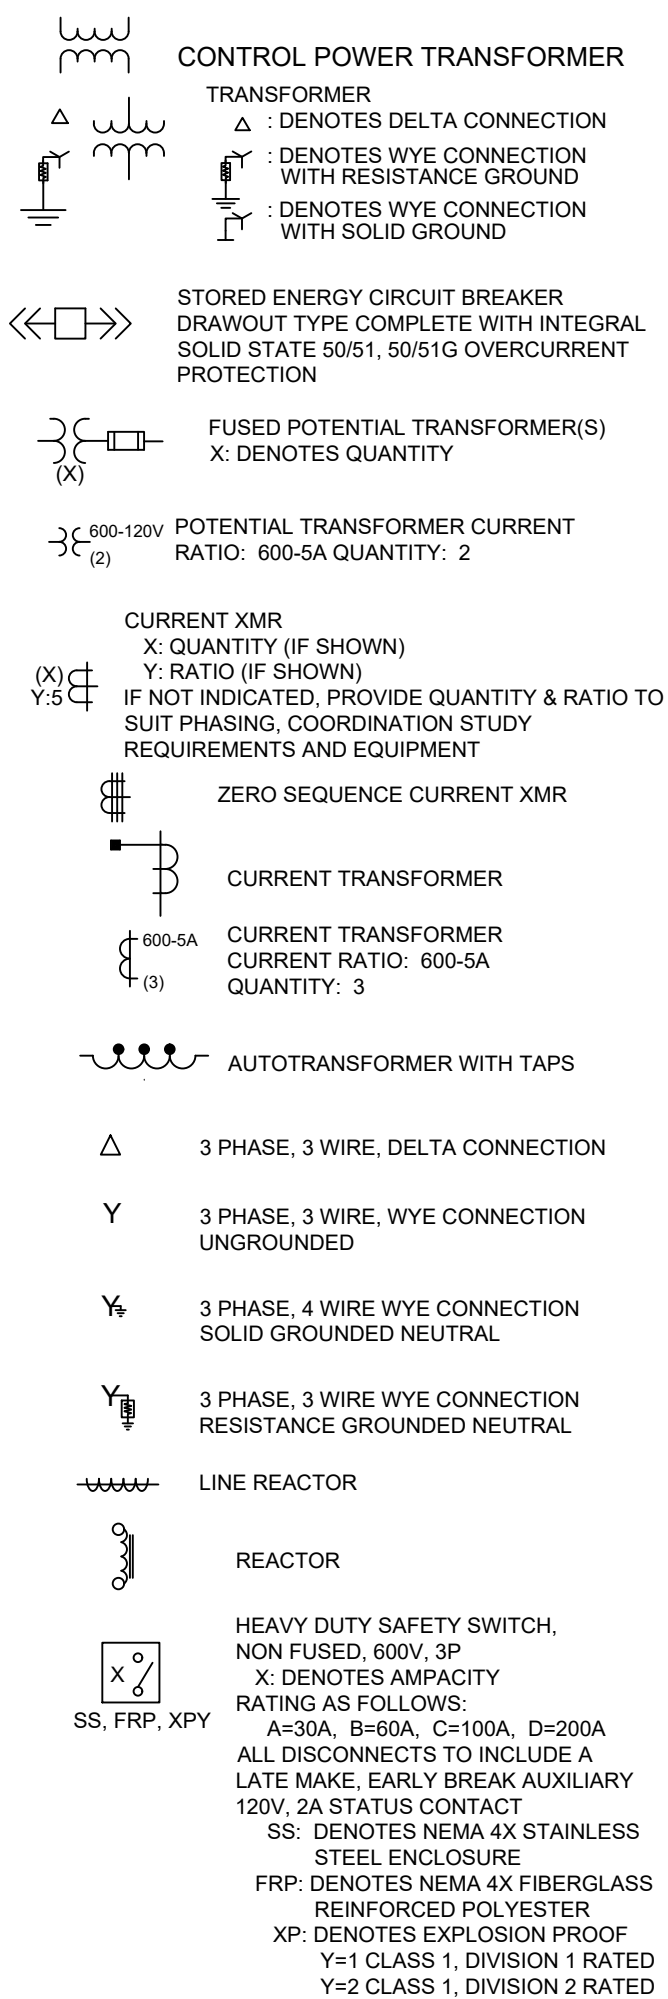 CONTROL POWER TRANSFORMER
TRANSFORMER
: DENOTES DELTA CONNECTION
: DENOTES WYE CONNECTION
WITH RESISTANCE GROUND
: DENOTES WYE CONNECTION
WITH SOLID GROUND
STORED ENERGY CIRCUIT BREAKER
DRAWOUT TYPE COMPLETE WITH INTEGRAL
SOLID STATE 50/51, 50/51G OVERCURRENT
PROTECTION
FUSED POTENTIAL TRANSFORMER(S)
X: DENOTES QUANTITY
(X)
600-120V
(2)
POTENTIAL TRANSFORMER CURRENT
RATIO: 600-5A QUANTITY: 2
CURRENT XMR
X: QUANTITY (IF SHOWN)
Y: RATIO (IF SHOWN)
(X)
Y:5
IF NOT INDICATED, PROVIDE QUANTITY & RATIO TO
SUIT PHASING, COORDINATION STUDY
REQUIREMENTS AND EQUIPMENT
ZERO SEQUENCE CURRENT XMR
CURRENT TRANSFORMER
600-5A
(3)
CURRENT TRANSFORMER
CURRENT RATIO: 600-5A
QUANTITY: 3
AUTOTRANSFORMER WITH TAPS
3 PHASE, 3 WIRE, DELTA CONNECTION
Y
3 PHASE, 3 WIRE, WYE CONNECTION
UNGROUNDED
Y
3 PHASE, 4 WIRE WYE CONNECTION
SOLID GROUNDED NEUTRAL
Y
3 PHASE, 3 WIRE WYE CONNECTION
RESISTANCE GROUNDED NEUTRAL
LINE REACTOR
REACTOR
X
SS, FRP, XPY
HEAVY DUTY SAFETY SWITCH,
NON FUSED, 600V, 3P
X: DENOTES AMPACITY
RATING AS FOLLOWS:
A=30A, B=60A, C=100A, D=200A
ALL DISCONNECTS TO INCLUDE A
LATE MAKE, EARLY BREAK AUXILIARY
120V, 2A STATUS CONTACT
SS: DENOTES NEMA 4X STAINLESS
STEEL ENCLOSURE
FRP: DENOTES NEMA 4X FIBERGLASS
REINFORCED POLYESTER
XP: DENOTES EXPLOSION PROOF
Y=1 CLASS 1, DIVISION 1 RATED
Y=2 CLASS 1, DIVISION 2 RATED